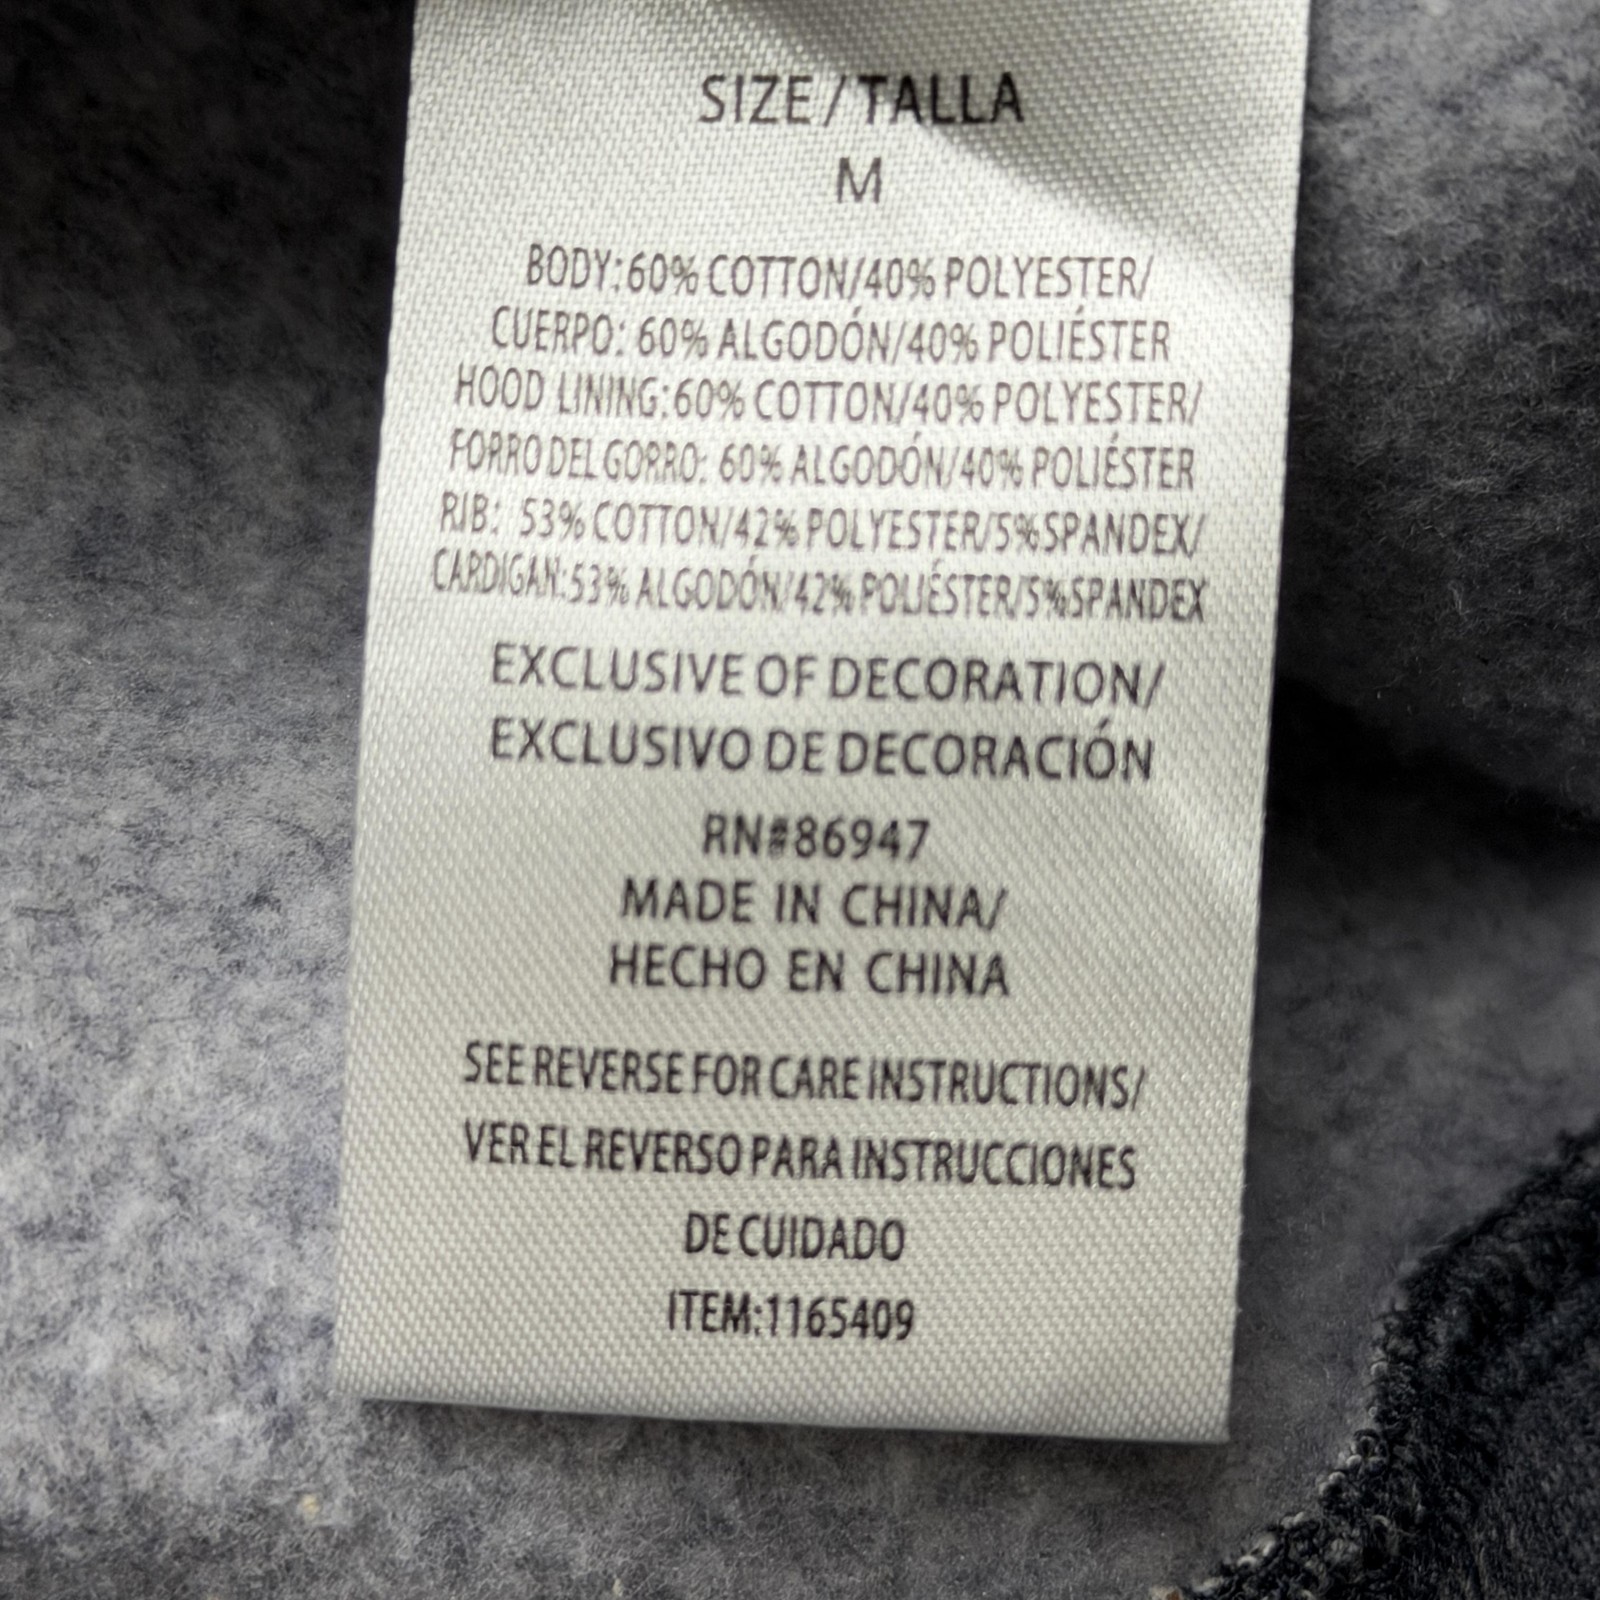 SIZE/TALLA
M
BODY:60% COTTON/40% POLYESTER/
CUERPO: 60% ALGODÓN/40% POLIÉSTER
HOOD LINING:60% COTTON/40% POLYESTER/
FORRO DEL GORRO: 60% ALGODÓN/40% POLIÉSTER
RIB: 53% COTTON/42% POLYESTER/5%SPANDEX/
CARDIGAN:53% ALGODÓN/42% POLIÉSTER/5%SPANDEX
EXCLUSIVE OF DECORATION/
EXCLUSIVO DE DECORACIÓN
RN#86947
MADE IN CHINA/
HECHO EN CHINA
SEE REVERSE FOR CARE INSTRUCTIONS/
VER EL REVERSO PARA INSTRUCCIONES
DE CUIDADO
ITEM:1165409